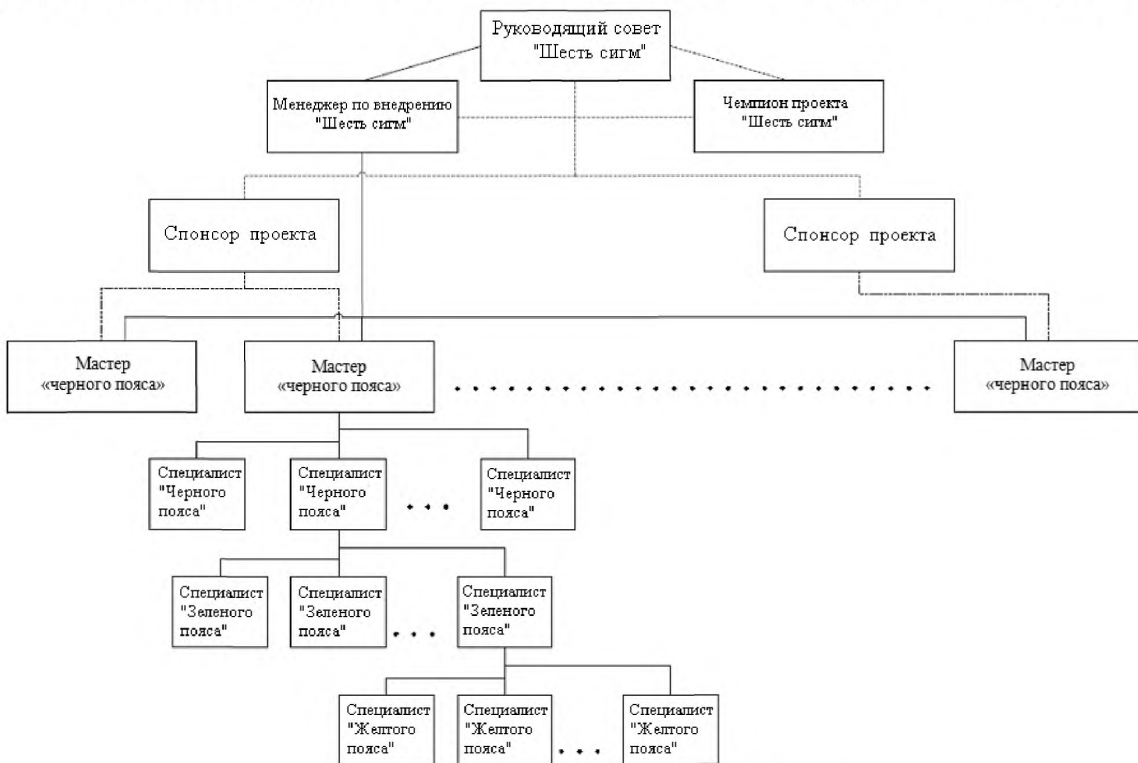 Руководящий совет
"Шесть сигм"
Менеджер по внедрению
"Шесть сигм"
Чемпион проекта
"Шесть сигм"
Спонсор проекта
Спонсор проекта
Мастер
«черного пояса»
Мастер
«черного пояса»
Мастер
«черного пояса»
Специалист
"Черного
пояса"
Специалист
"Черного
пояса"
Специалист
"Черного
пояса"
Специалист
"Зеленого
пояса"
Специалист
"Зеленого
пояса"
Специалист
"Зеленого
пояса"
Специалист
"Желтого
пояса"
Специалист
"Желтого
пояса"
Специалист
"Желтого
пояса"